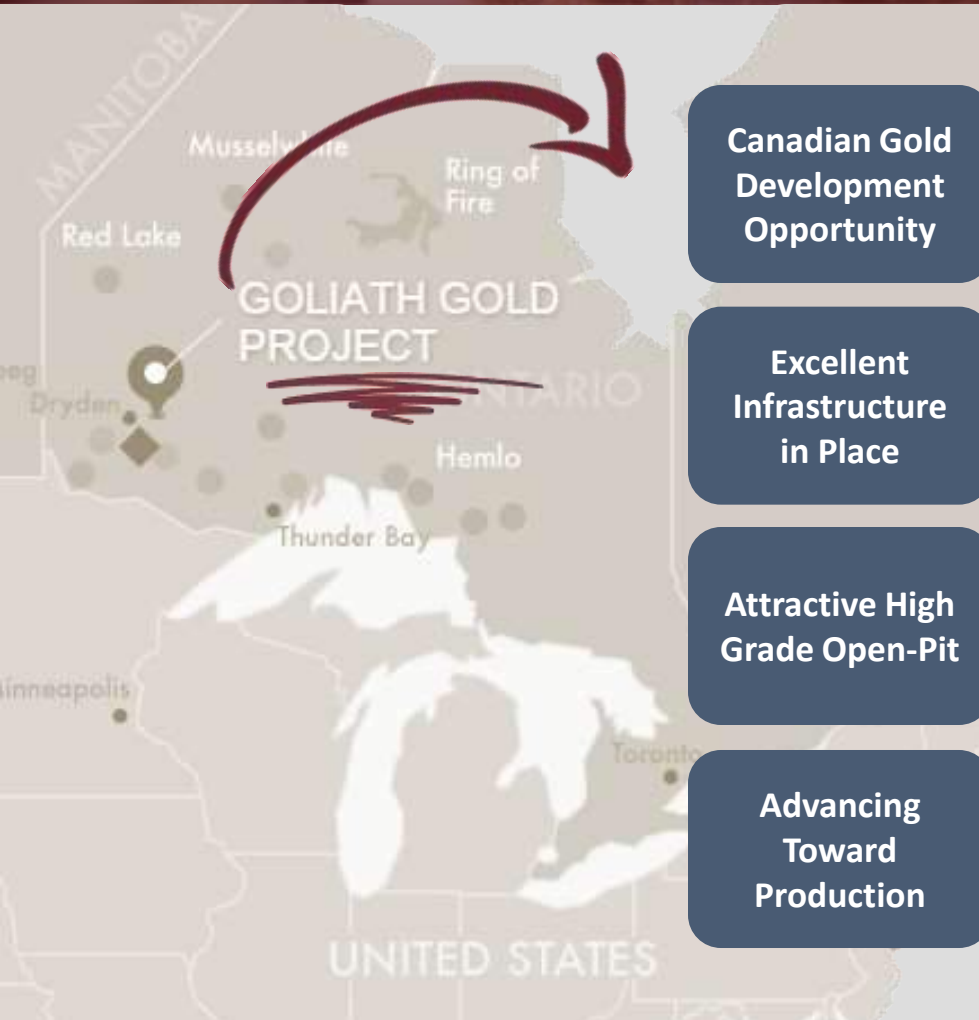 MANITOBA
Musselwhite
Ring of
Fire
Red Lake
GOLIATH GOLD
PROJECT
ONTARIO
Dryden
Hemlo
Thunder Bay
Toronto
UNITED STATES
Canadian Gold
Development
Opportunity
Excellent
Infrastructure
in Place
Attractive High
Grade Open-Pit
Advancing
Toward
Production